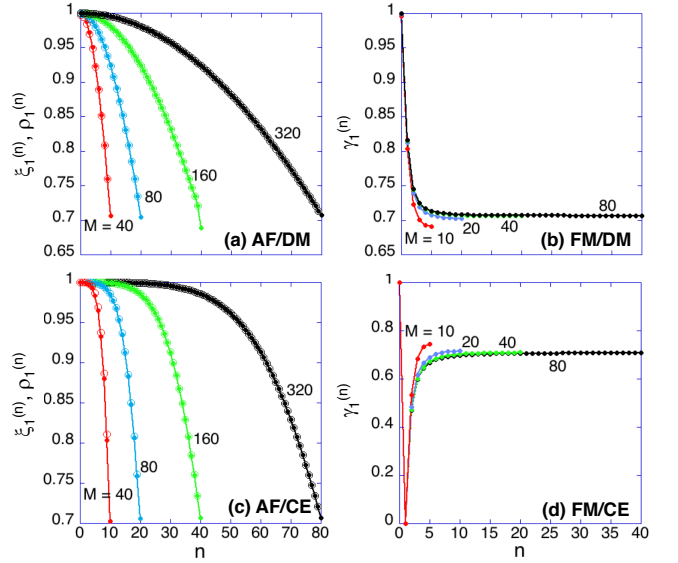 1
0.95
0.9
0.85
0.8
0.75
0.7
0.65
ξ₁⁽ⁿ⁾, ρ₁⁽ⁿ⁾
M = 40
80
160
320
(a) AF/DM
1
0.95
0.9
0.85
0.8
0.75
0.7
0.65
γ₁⁽ⁿ⁾
M = 10
20
40
80
(b) FM/DM
1
0.95
0.9
0.85
0.8
0.75
0.7
ξ₁⁽ⁿ⁾, ρ₁⁽ⁿ⁾
M = 40
80
160
320
(c) AF/CE
0 10 20 30 40 50 60 70 80
n
1
0.8
0.6
0.4
0.2
0
γ₁⁽ⁿ⁾
M = 10
20
40
80
(d) FM/CE
0 5 10 15 20 25 30 35 40
n